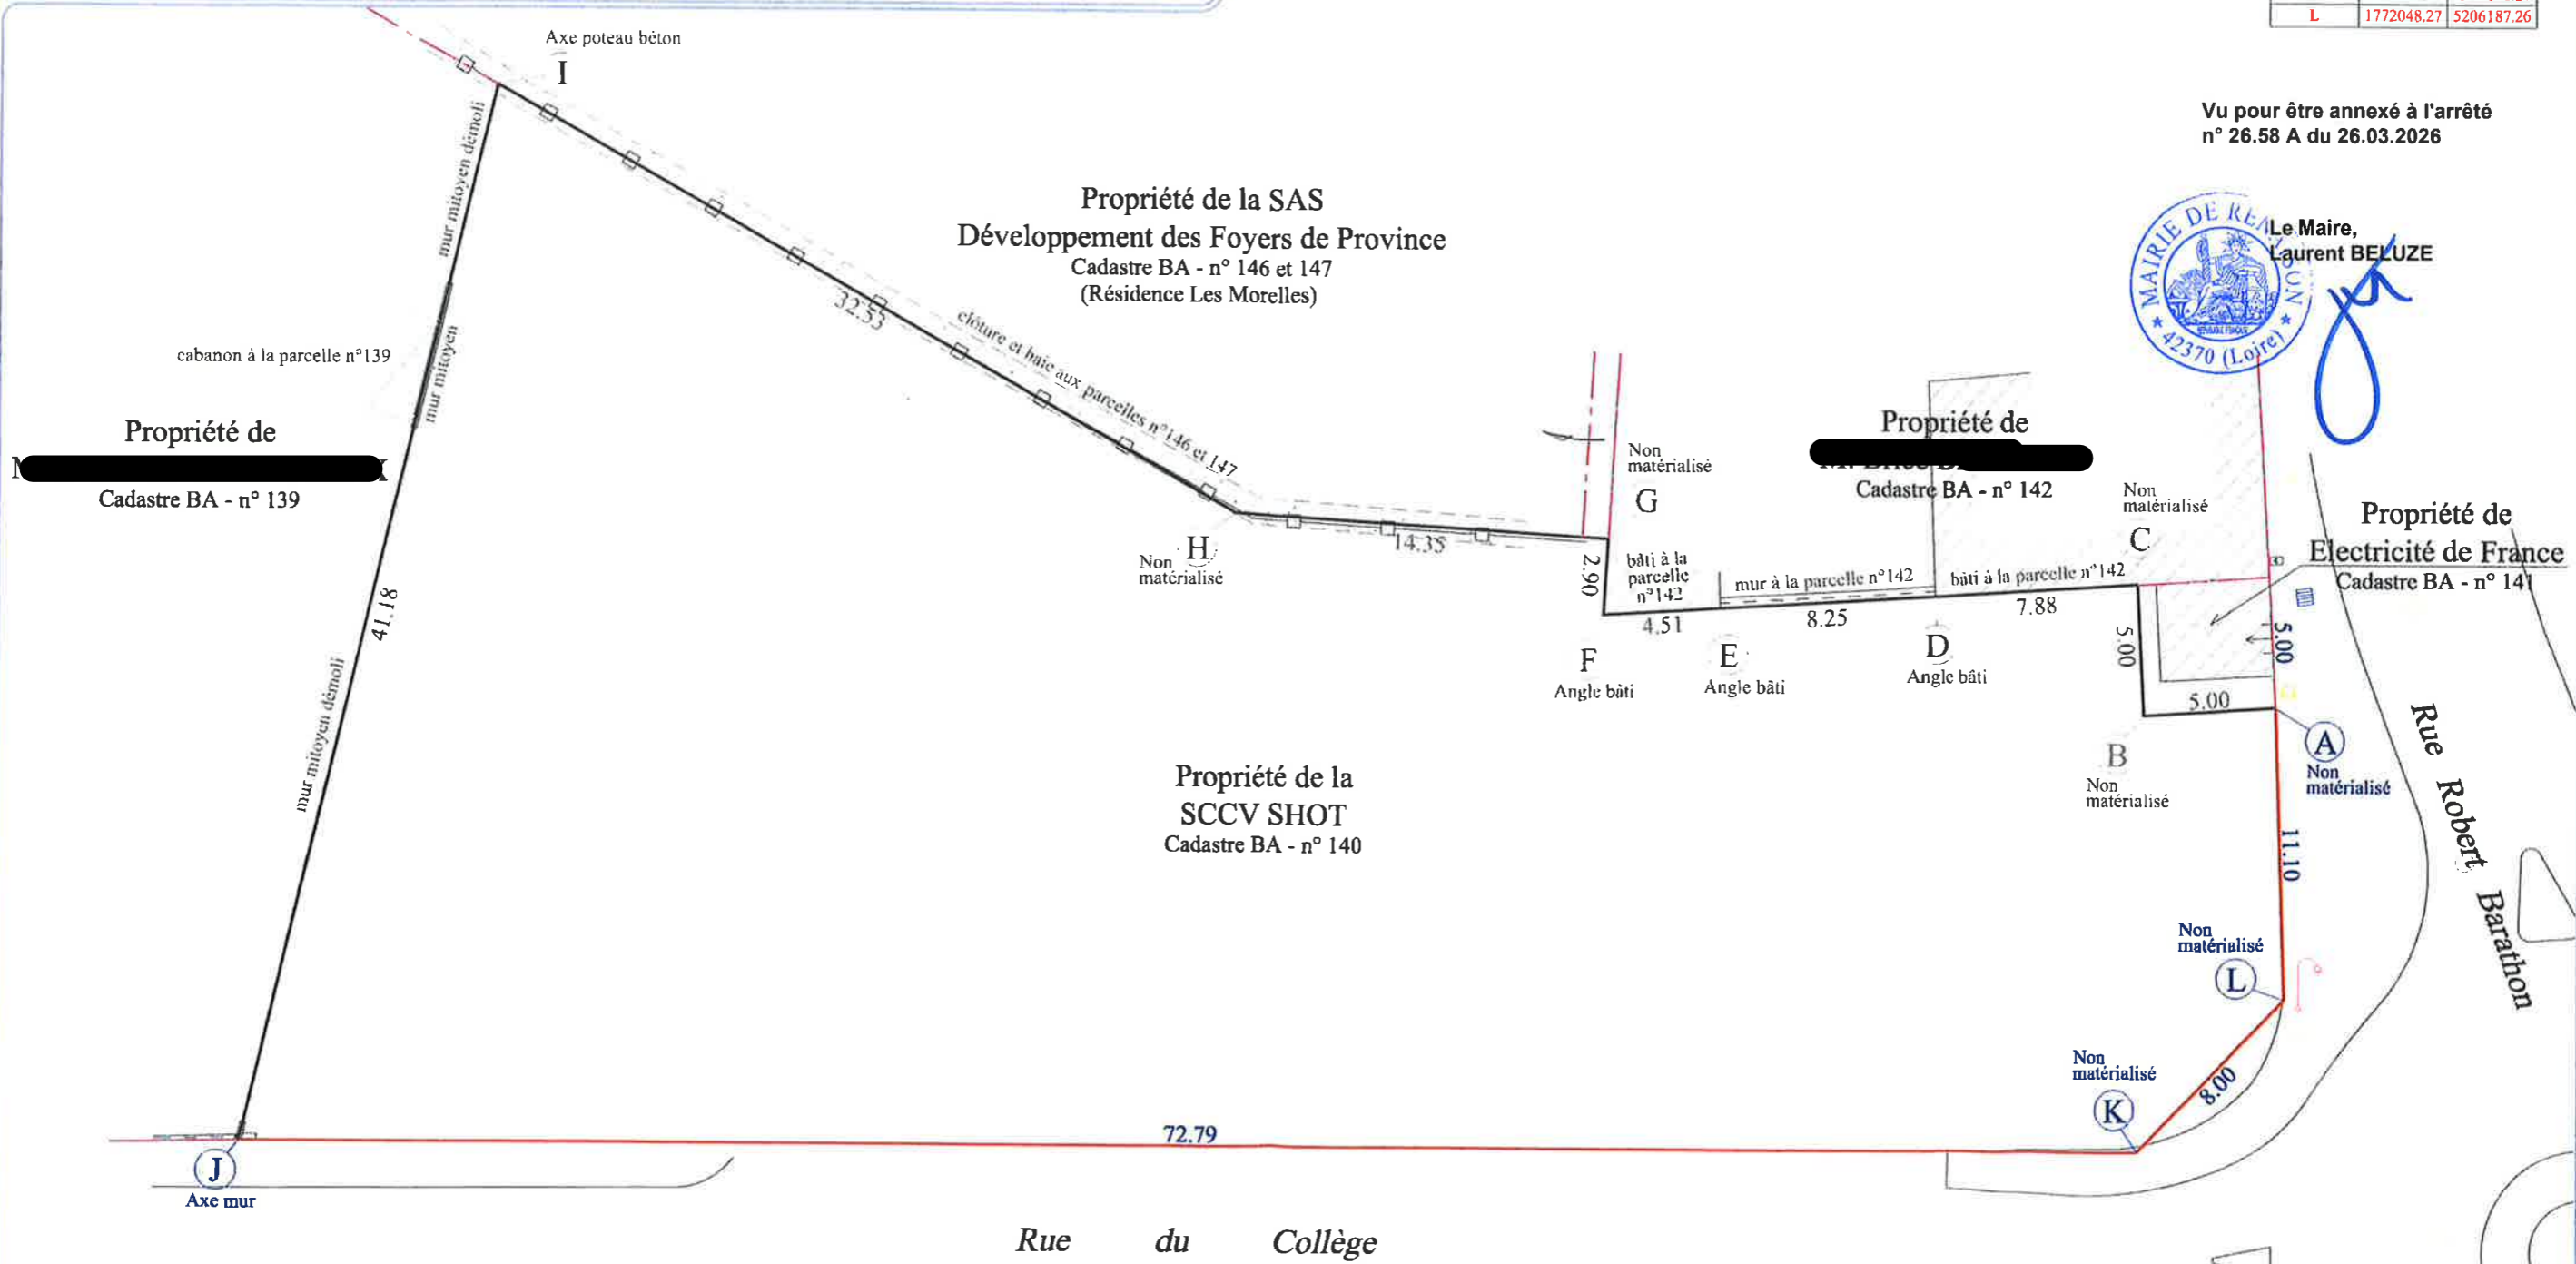 L 1772048.27 5206187.26
Axe poteau béton
I
Vu pour être annexé à l'arrêté
n° 26.58 A du 26.03.2026
Le Maire,
Laurent BELUZE
MAIRIE DE
42370 (Loire)
Propriété de la SAS
Développement des Foyers de Province
Cadastre BA - n° 146 et 147
(Résidence Les Morelles)
mur mitoyen démoli
mur mitoyen
cabanon à la parcelle n°139
Propriété de
Cadastre BA - n° 139
32.53
clôture et haie aux parcelles n°146 et 147
Non
matérialisé
G
Propriété de
Cadastre BA - n° 142
Non
matérialisé
C
Propriété de
Electricité de France
Cadastre BA - n° 141
H
Non
matérialisé
14.35
2.90
bâti à la
parcelle
n°142
mur à la parcelle n°142
bâti à la parcelle n°142
4.51
8.25
7.88
5.00
5.00
5.00
41.18
mur mitoyen démoli
F
Angle bâti
E
Angle bâti
D
Angle bâti
B
Non
matérialisé
A
Non
matérialisé
Propriété de la
SCCV SHOT
Cadastre BA - n° 140
11.10
Rue Robert Barathon
Non
matérialisé
L
Non
matérialisé
K
8.00
72.79
J
Axe mur
Rue du Collège